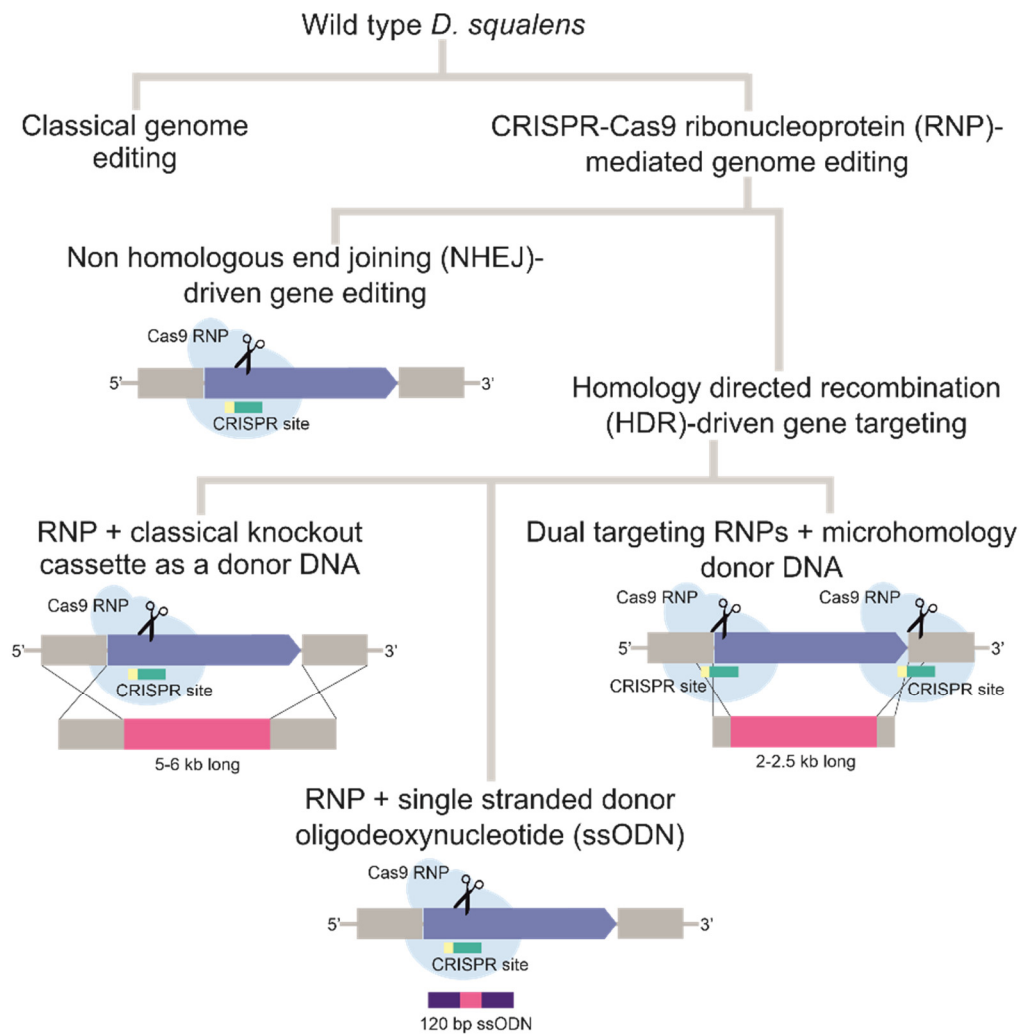 Wild type D. squalens
Classical genome
editing
CRISPR-Cas9 ribonucleoprotein (RNP)-
mediated genome editing
Non homologous end joining (NHEJ)-
driven gene editing
Cas9 RNP
5’
3’
CRISPR site
Homology directed recombination
(HDR)-driven gene targeting
RNP + classical knockout
cassette as a donor DNA
Cas9 RNP
5’
3’
CRISPR site
5-6 kb long
Dual targeting RNPs + microhomology
donor DNA
Cas9 RNP
Cas9 RNP
5’
3’
CRISPR site
CRISPR site
2-2.5 kb long
RNP + single stranded donor
oligodeoxynucleotide (ssODN)
Cas9 RNP
5’
3’
CRISPR site
120 bp ssODN